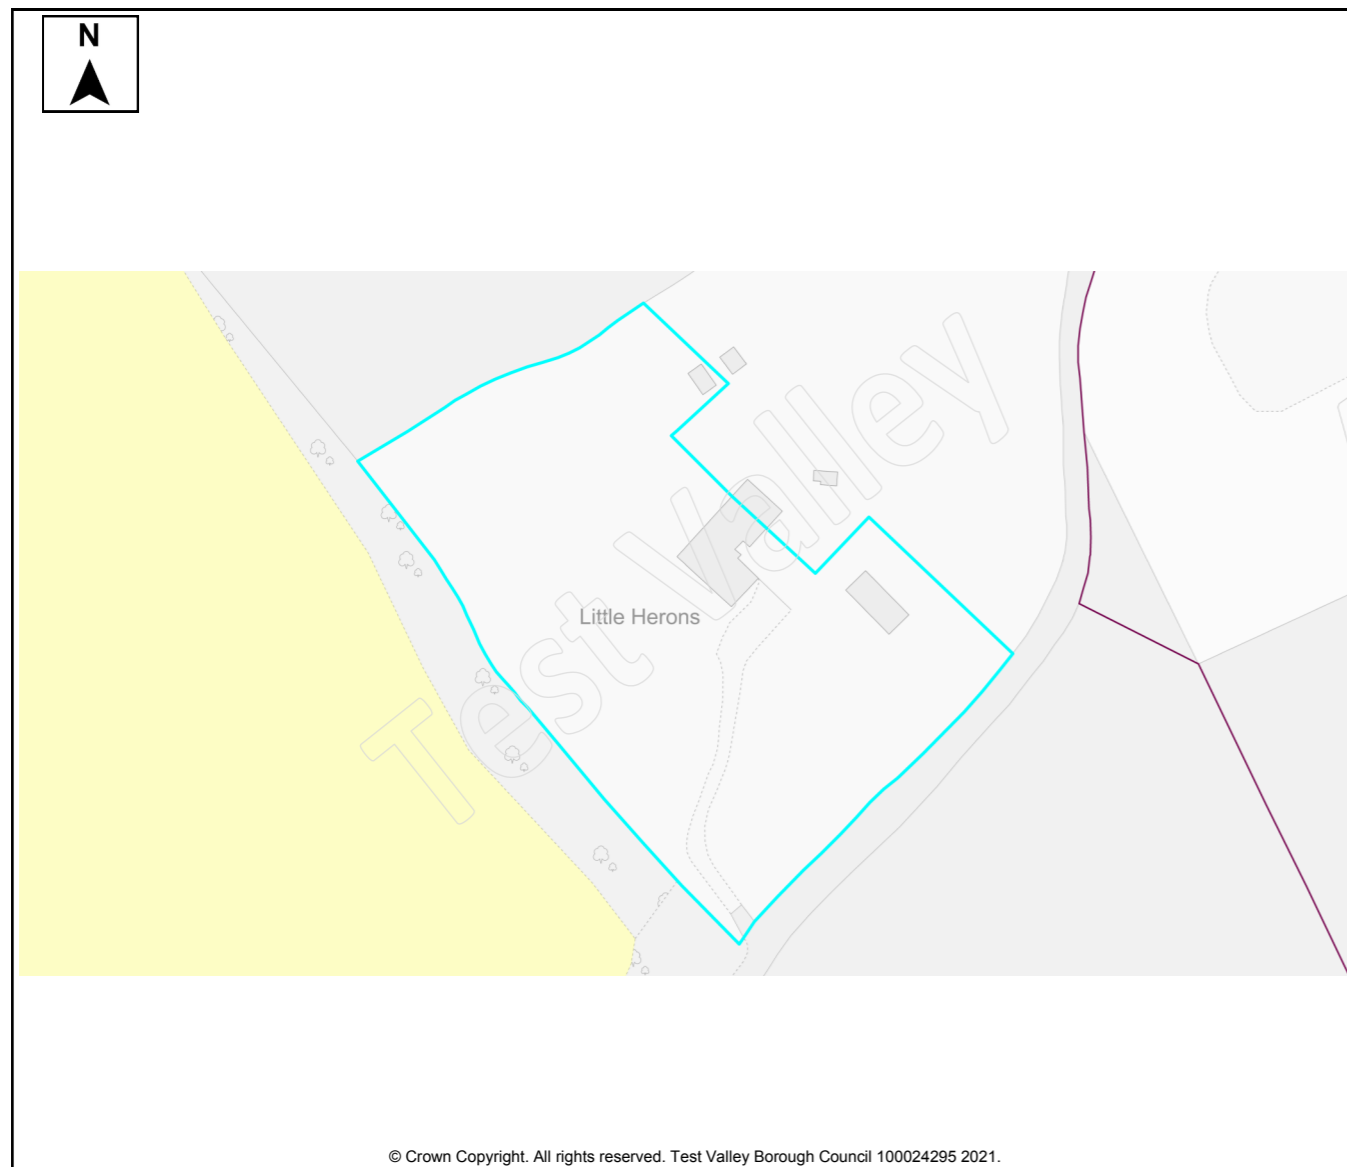 N
Test Valley
Little Herons
© Crown Copyright. All rights reserved. Test Valley Borough Council 100024295 2021.